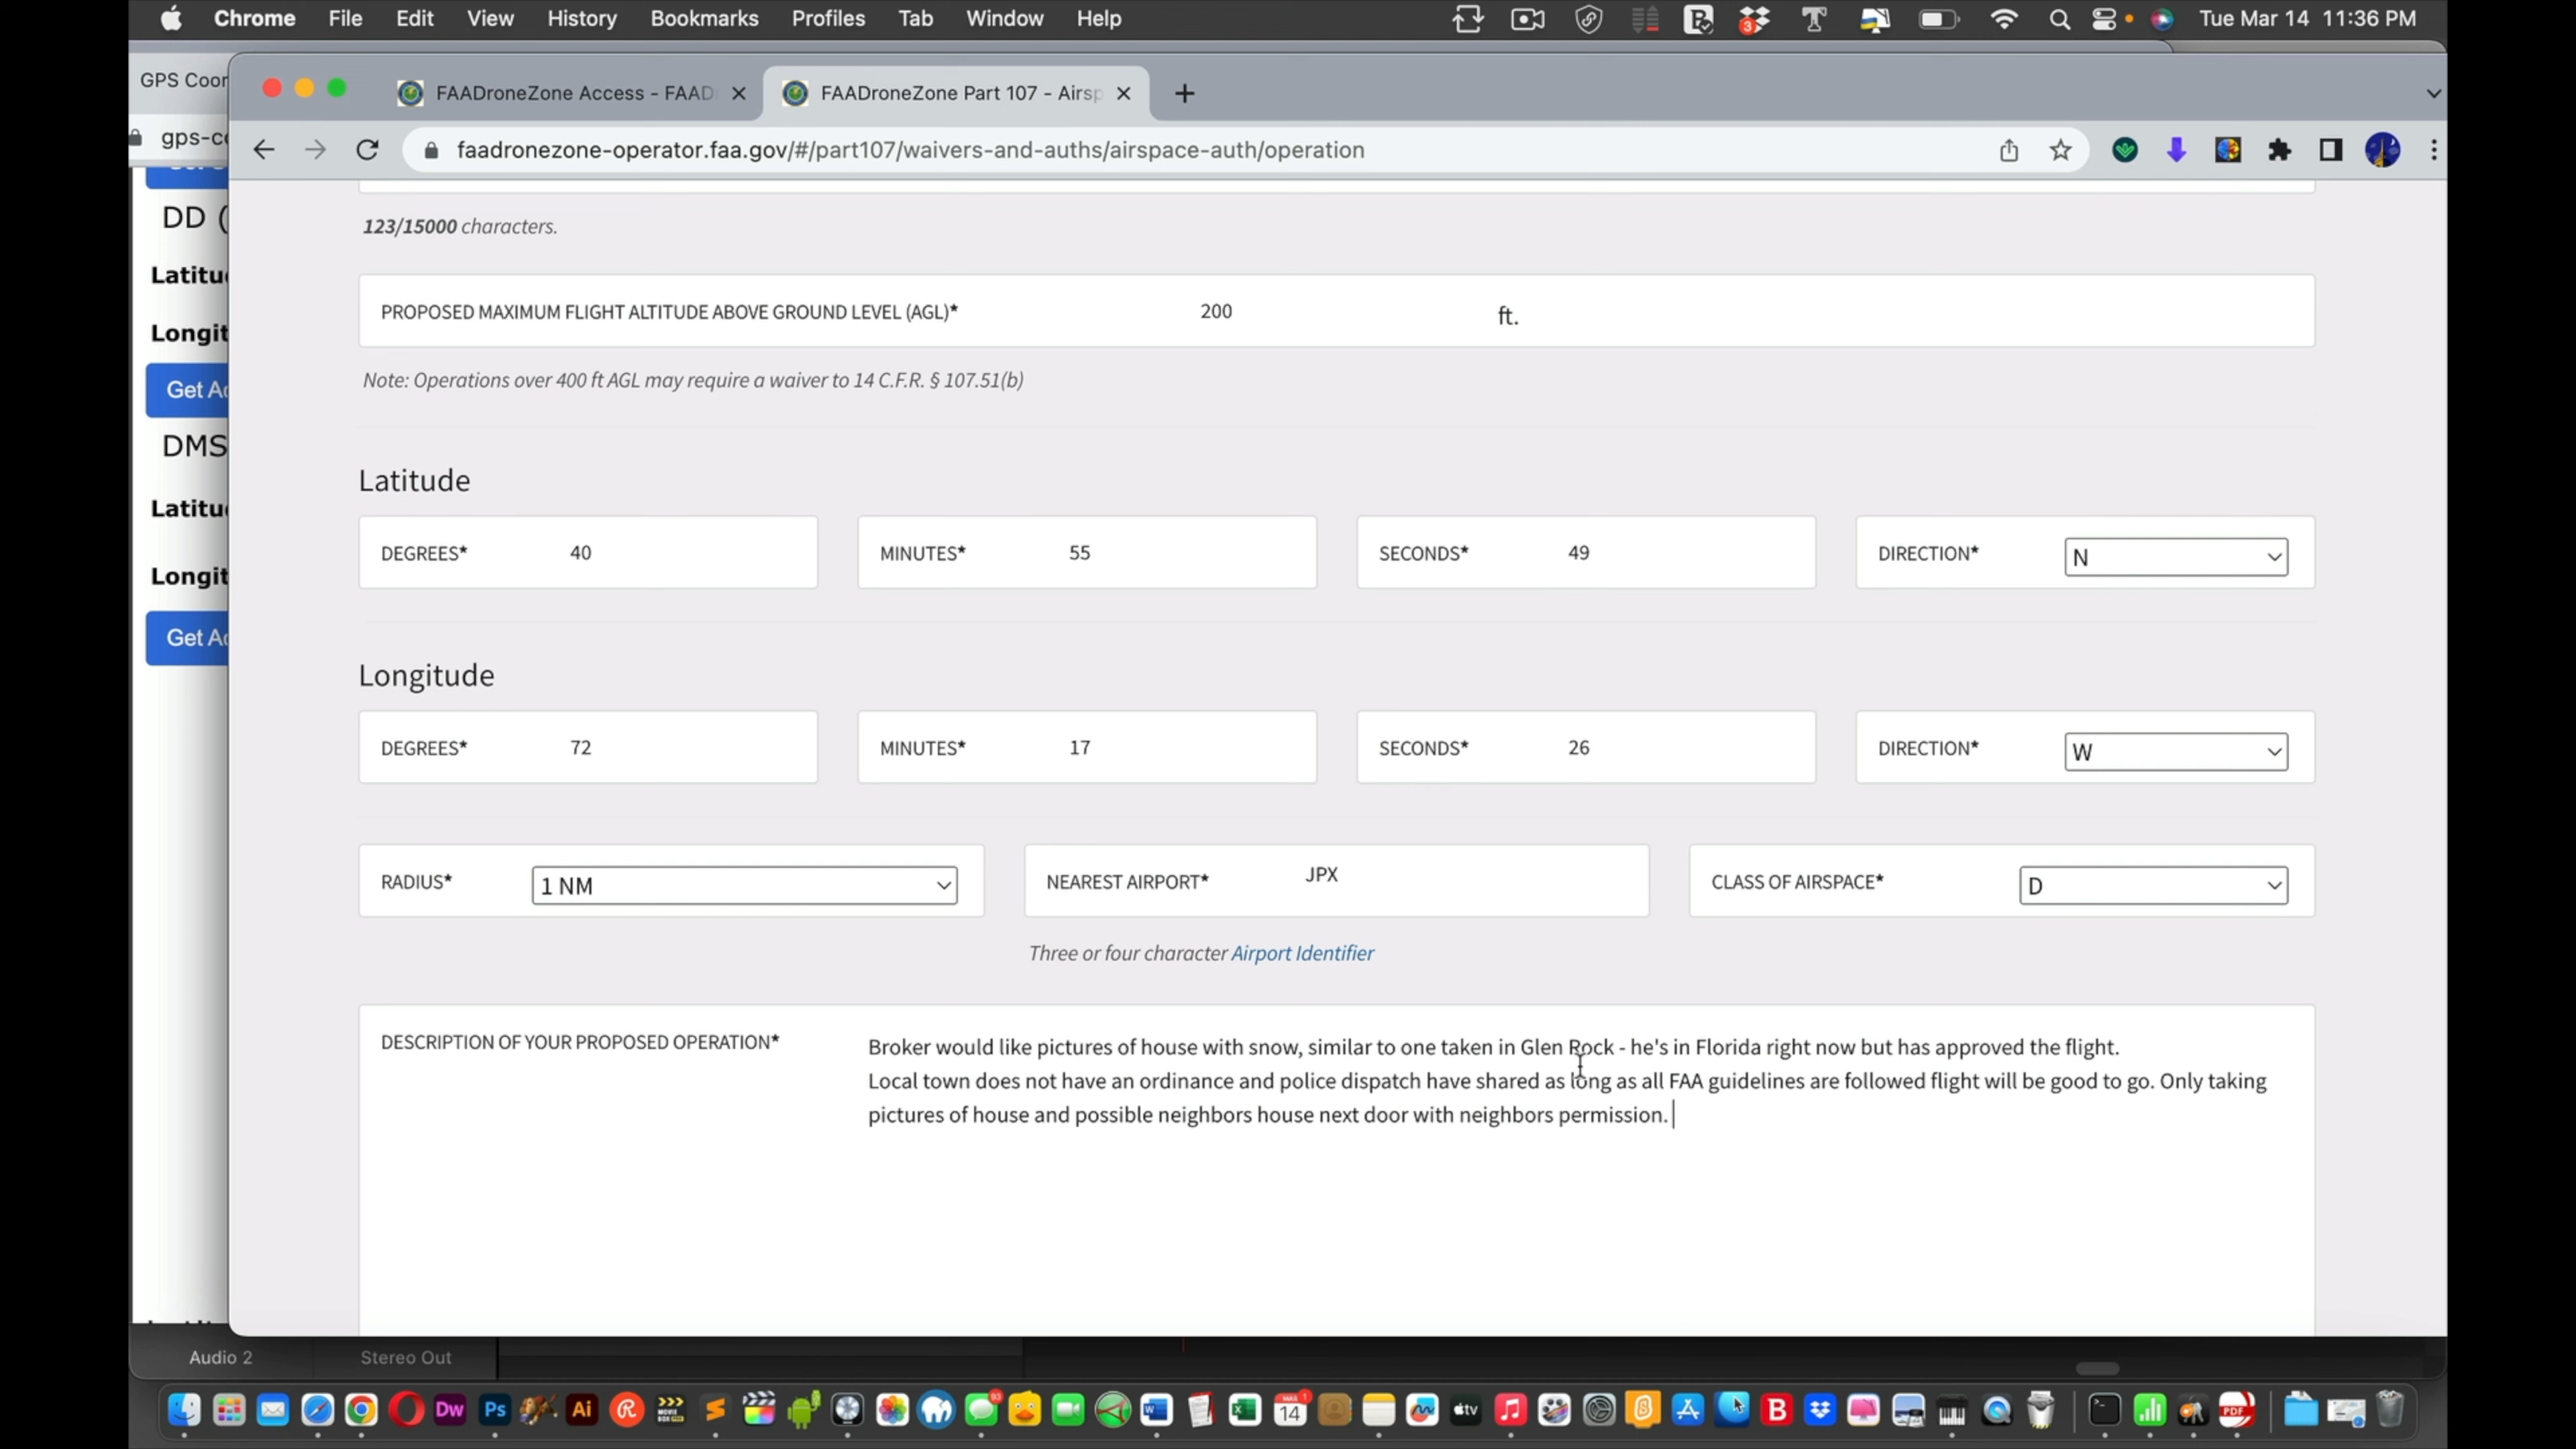 Chrome File Edit View History Bookmarks Profiles Tab Window Help
Tue Mar 14 11:36 PM
GPS Coor
FAADroneZone Access - FAAD
FAADroneZone Part 107 - Airsp
gps-c
faadronezone-operator.faa.gov/#/part107/waivers-and-auths/airspace-auth/operation
DD (
Latitu
Longit
Get A
DMS
Latitu
Longit
Get A
123/15000 characters.
PROPOSED MAXIMUM FLIGHT ALTITUDE ABOVE GROUND LEVEL (AGL)* 200 ft.
Note: Operations over 400 ft AGL may require a waiver to 14 C.F.R. § 107.51(b)
Latitude
DEGREES* 40 MINUTES* 55 SECONDS* 49 DIRECTION* N
Longitude
DEGREES* 72 MINUTES* 17 SECONDS* 26 DIRECTION* W
RADIUS* 1 NM NEAREST AIRPORT* JPX CLASS OF AIRSPACE* D
Three or four character Airport Identifier
DESCRIPTION OF YOUR PROPOSED OPERATION*
Broker would like pictures of house with snow, similar to one taken in Glen Rock - he's in Florida right now but has approved the flight.
Local town does not have an ordinance and police dispatch have shared as long as all FAA guidelines are followed flight will be good to go. Only taking
pictures of house and possible neighbors house next door with neighbors permission.
Audio 2 Stereo Out